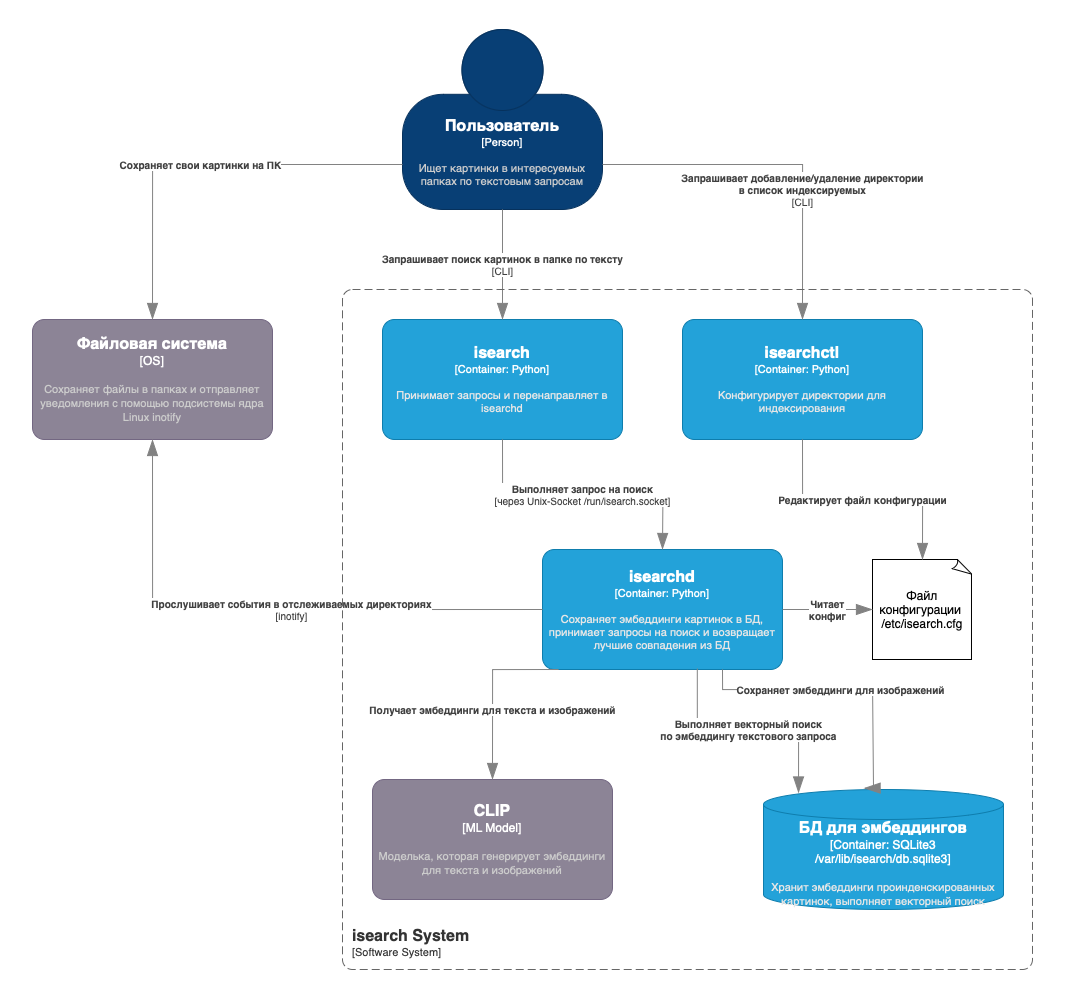 Пользователь
[Person]
Ищет картинки в интересуемых
папках по текстовым запросам
Сохраняет свои картинки на ПК
Запрашивает добавление/удаление директории
в список индексируемых
[CLI]
Запрашивает поиск картинок в папке по тексту
[CLI]
Файловая система
[OS]
Сохраняет файлы в папках и отправляет
уведомления с помощью подсистемы ядра
Linux inotify
isearch
[Container: Python]
Принимает запросы и перенаправляет в
isearchd
isearchctl
[Container: Python]
Конфигурирует директории для
индексирования
Выполняет запрос на поиск
[через Unix-Socket /run/isearch.socket]
Редактирует файл конфигурации
isearchd
[Container: Python]
Сохраняет эмбеддинги картинок в БД,
принимает запросы на поиск и возвращает
лучшие совпадения из БД
Читает
конфиг
Файл
конфигурации
/etc/isearch.cfg
Прослушивает события в отслеживаемых директориях
[inotify]
Сохраняет эмбеддинги для изображений
Получает эмбеддинги для текста и изображений
Выполняет векторный поиск
по эмбеддингу текстового запроса
CLIP
[ML Model]
Моделька, которая генерирует эмбеддинги
для текста и изображений
БД для эмбеддингов
[Container: SQLite3
/var/lib/isearch/db.sqlite3]
Хранит эмбеддинги проинденскированных
картинок, выполняет векторный поиск
isearch System
[Software System]